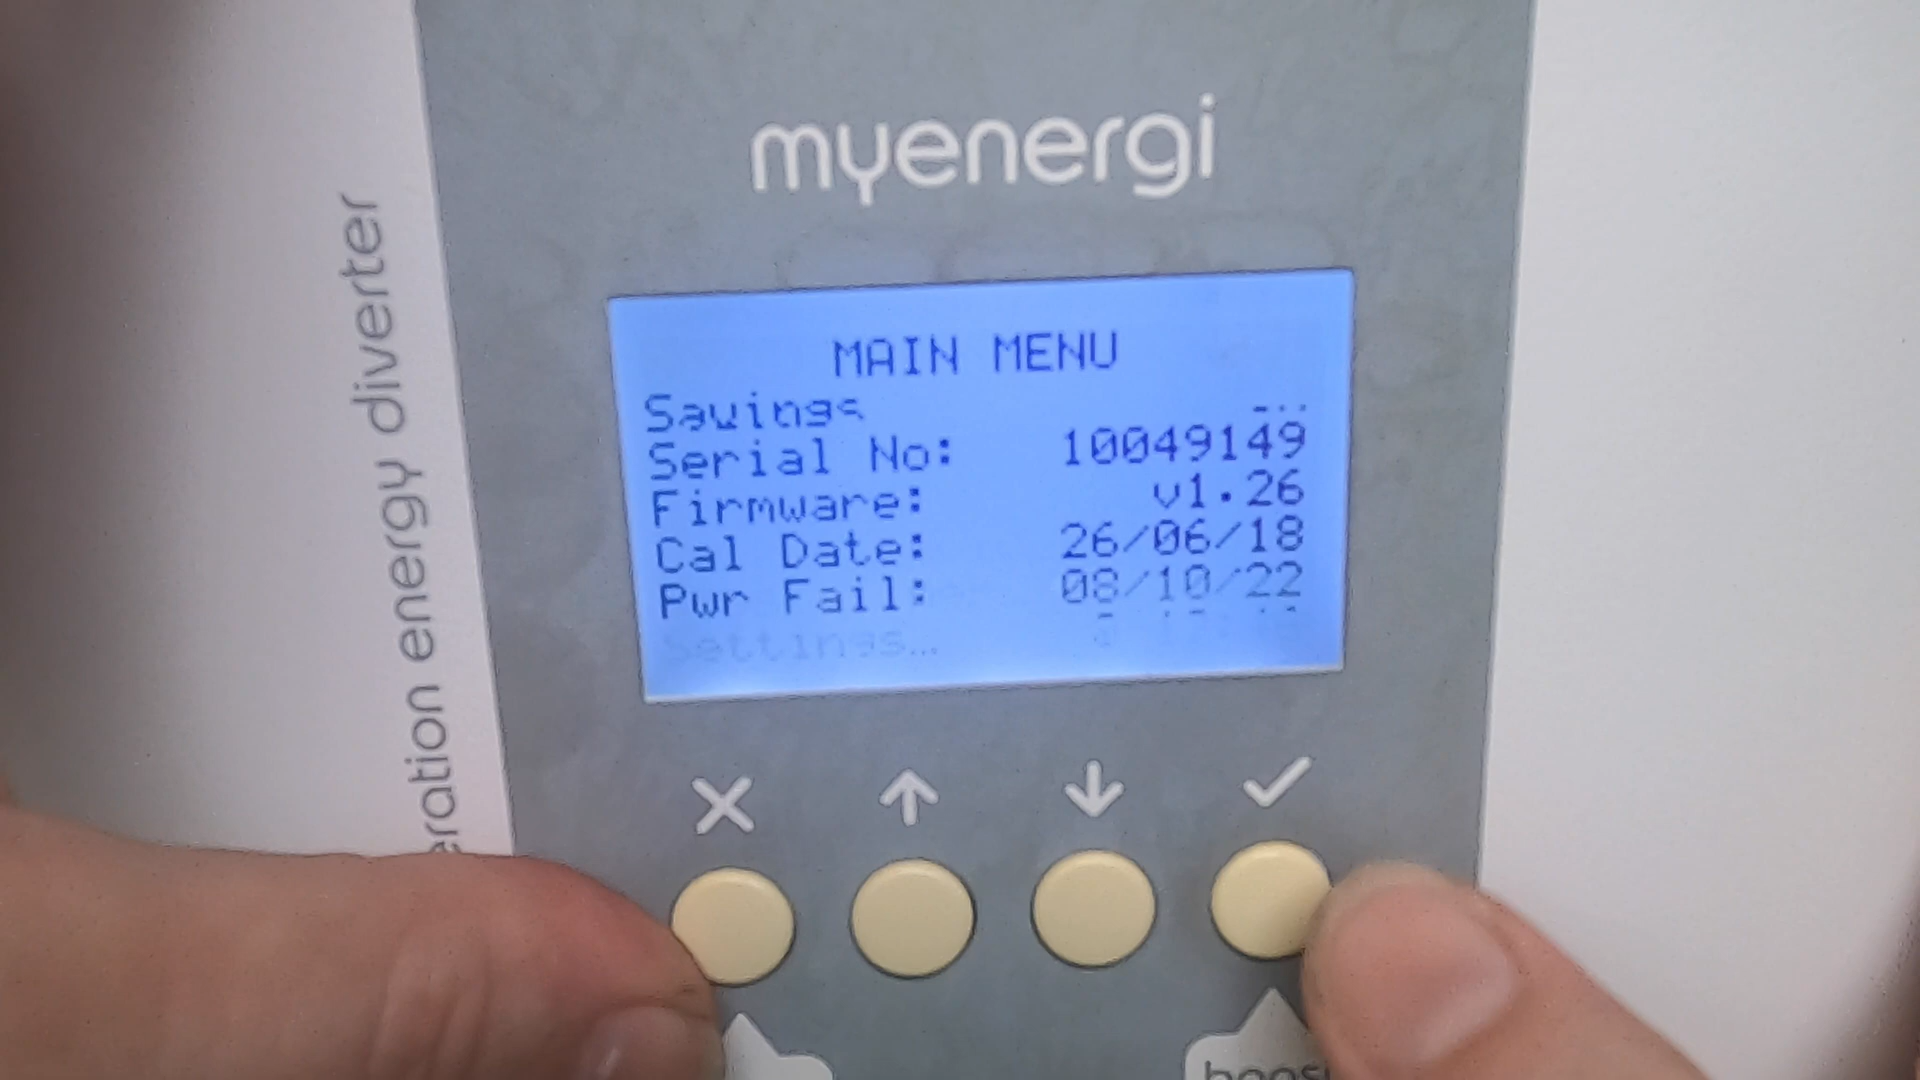 myenergi
eration energy diverter
MAIN MENU
Savings
Serial No: 10049149
Firmware: v1.26
Cal Date: 26/06/18
Pwr Fail: 08/10/22
Settings...